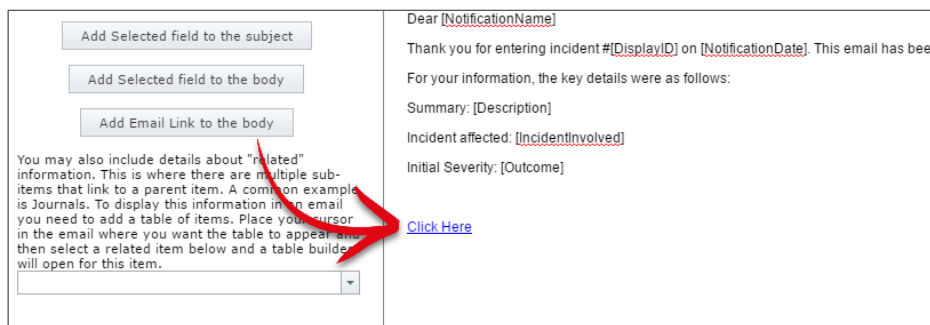 Add Selected field to the subject
Add Selected field to the body
Add Email Link to the body
You may also include details about "related"
information. This is where there are multiple sub-
items that link to a parent item. A common example
is Journals. To display this information in an email
you need to add a table of items. Place your cursor
in the email where you want the table to appear and
then select a related item below and a table builder
will open for this item.
Dear [NotificationName]
Thank you for entering incident #[DisplayID] on [NotificationDate]. This email has bee
For your information, the key details were as follows:
Summary: [Description]
Incident affected: [IncidentInvolved]
Initial Severity: [Outcome]
Click Here